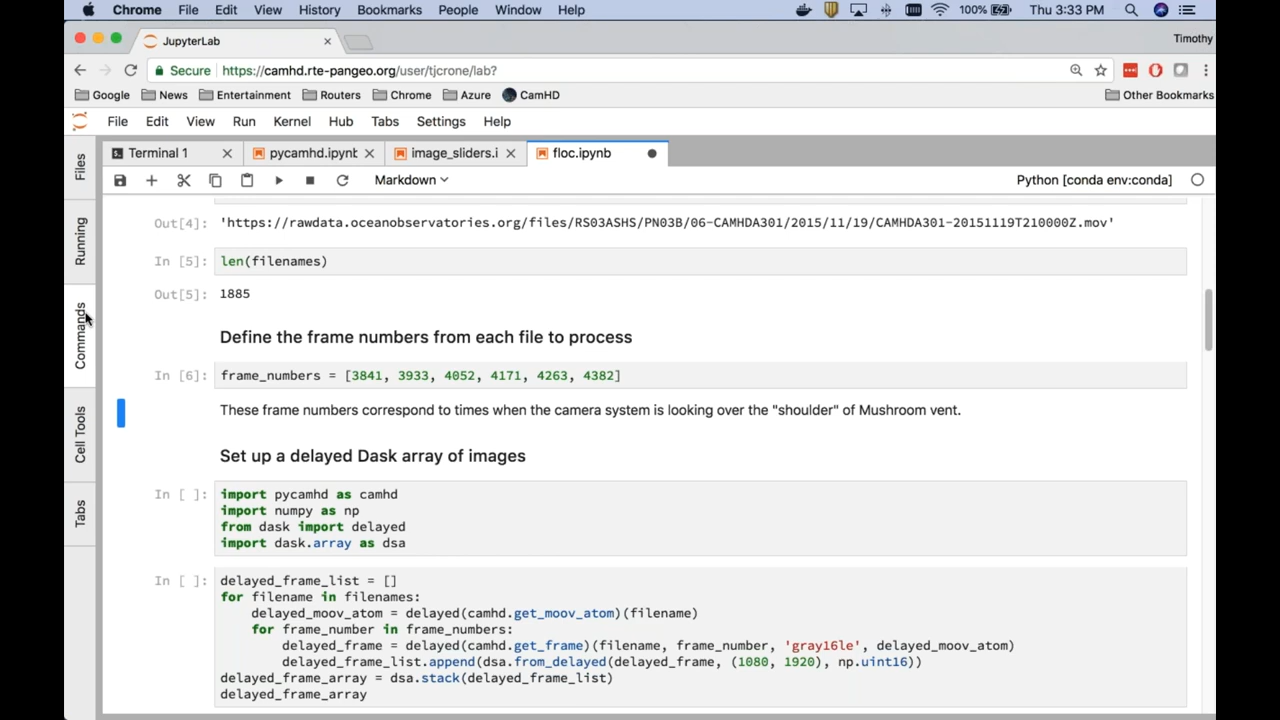 Chrome File Edit View History Bookmarks People Window Help 100% Thu 3:33 PM
JupyterLab Timothy
Secure https://camhd.rte-pangeo.org/user/tjcrone/lab?
Google News Entertainment Routers Chrome Azure CamHD Other Bookmarks
File Edit View Run Kernel Hub Tabs Settings Help
Terminal 1 pycamhd.ipynb image_sliders.i floc.ipynb
Markdown Python [conda env:conda]
Files
Running
Commands
Cell Tools
Tabs
Out[4]: 'https://rawdata.oceanobservatories.org/files/RS03ASHS/PN03B/06-CAMHDA301/2015/11/19/CAMHDA301-20151119T210000Z.mov'
In [5]: len(filenames)
Out[5]: 1885
Define the frame numbers from each file to process
In [6]: frame_numbers = [3841, 3933, 4052, 4171, 4263, 4382]
These frame numbers correspond to times when the camera system is looking over the "shoulder" of Mushroom vent.
Set up a delayed Dask array of images
In [ ]: import pycamhd as camhd
import numpy as np
from dask import delayed
import dask.array as dsa
In [ ]: delayed_frame_list = []
for filename in filenames:
    delayed_moov_atom = delayed(camhd.get_moov_atom)(filename)
    for frame_number in frame_numbers:
        delayed_frame = delayed(camhd.get_frame)(filename, frame_number, 'gray16le', delayed_moov_atom)
        delayed_frame_list.append(dsa.from_delayed(delayed_frame, (1080, 1920), np.uint16))
delayed_frame_array = dsa.stack(delayed_frame_list)
delayed_frame_array